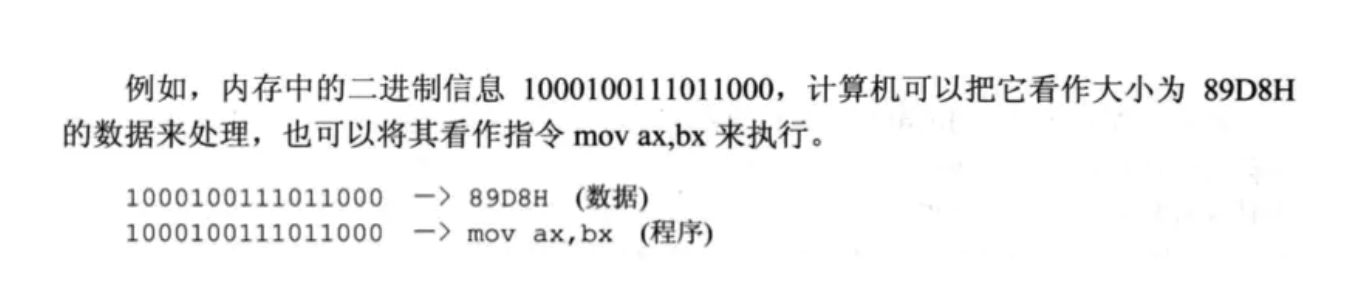 例如，内存中的二进制信息 1000100111011000，计算机可以把它看作大小为 89D8H
的数据来处理，也可以将其看作指令 mov ax,bx 来执行。
1000100111011000 —> 89D8H (数据)
1000100111011000 —> mov ax,bx (程序)